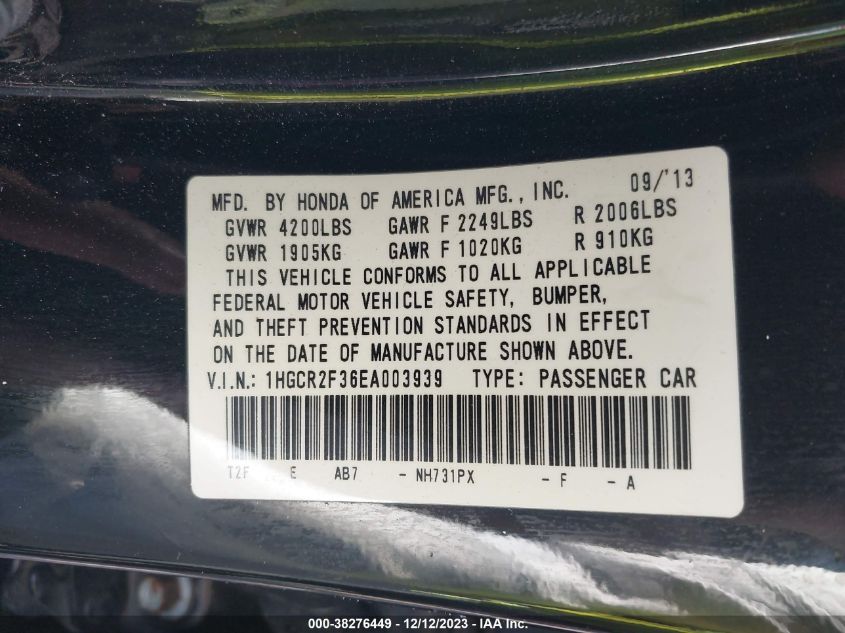 MFD. BY HONDA OF AMERICA MFG., INC. 09/'13
GVWR 4200LBS GAWR F 2249LBS R 2006LBS
GVWR 1905KG GAWR F 1020KG R 910KG
THIS VEHICLE CONFORMS TO ALL APPLICABLE
FEDERAL MOTOR VEHICLE SAFETY, BUMPER,
AND THEFT PREVENTION STANDARDS IN EFFECT
ON THE DATE OF MANUFACTURE SHOWN ABOVE.
V.I.N.: 1HGCR2F36EA003939 TYPE: PASSENGER CAR
T2F E AB7 - NH731PX - F - A
000-38276449 - 12/12/2023 - IAA Inc.